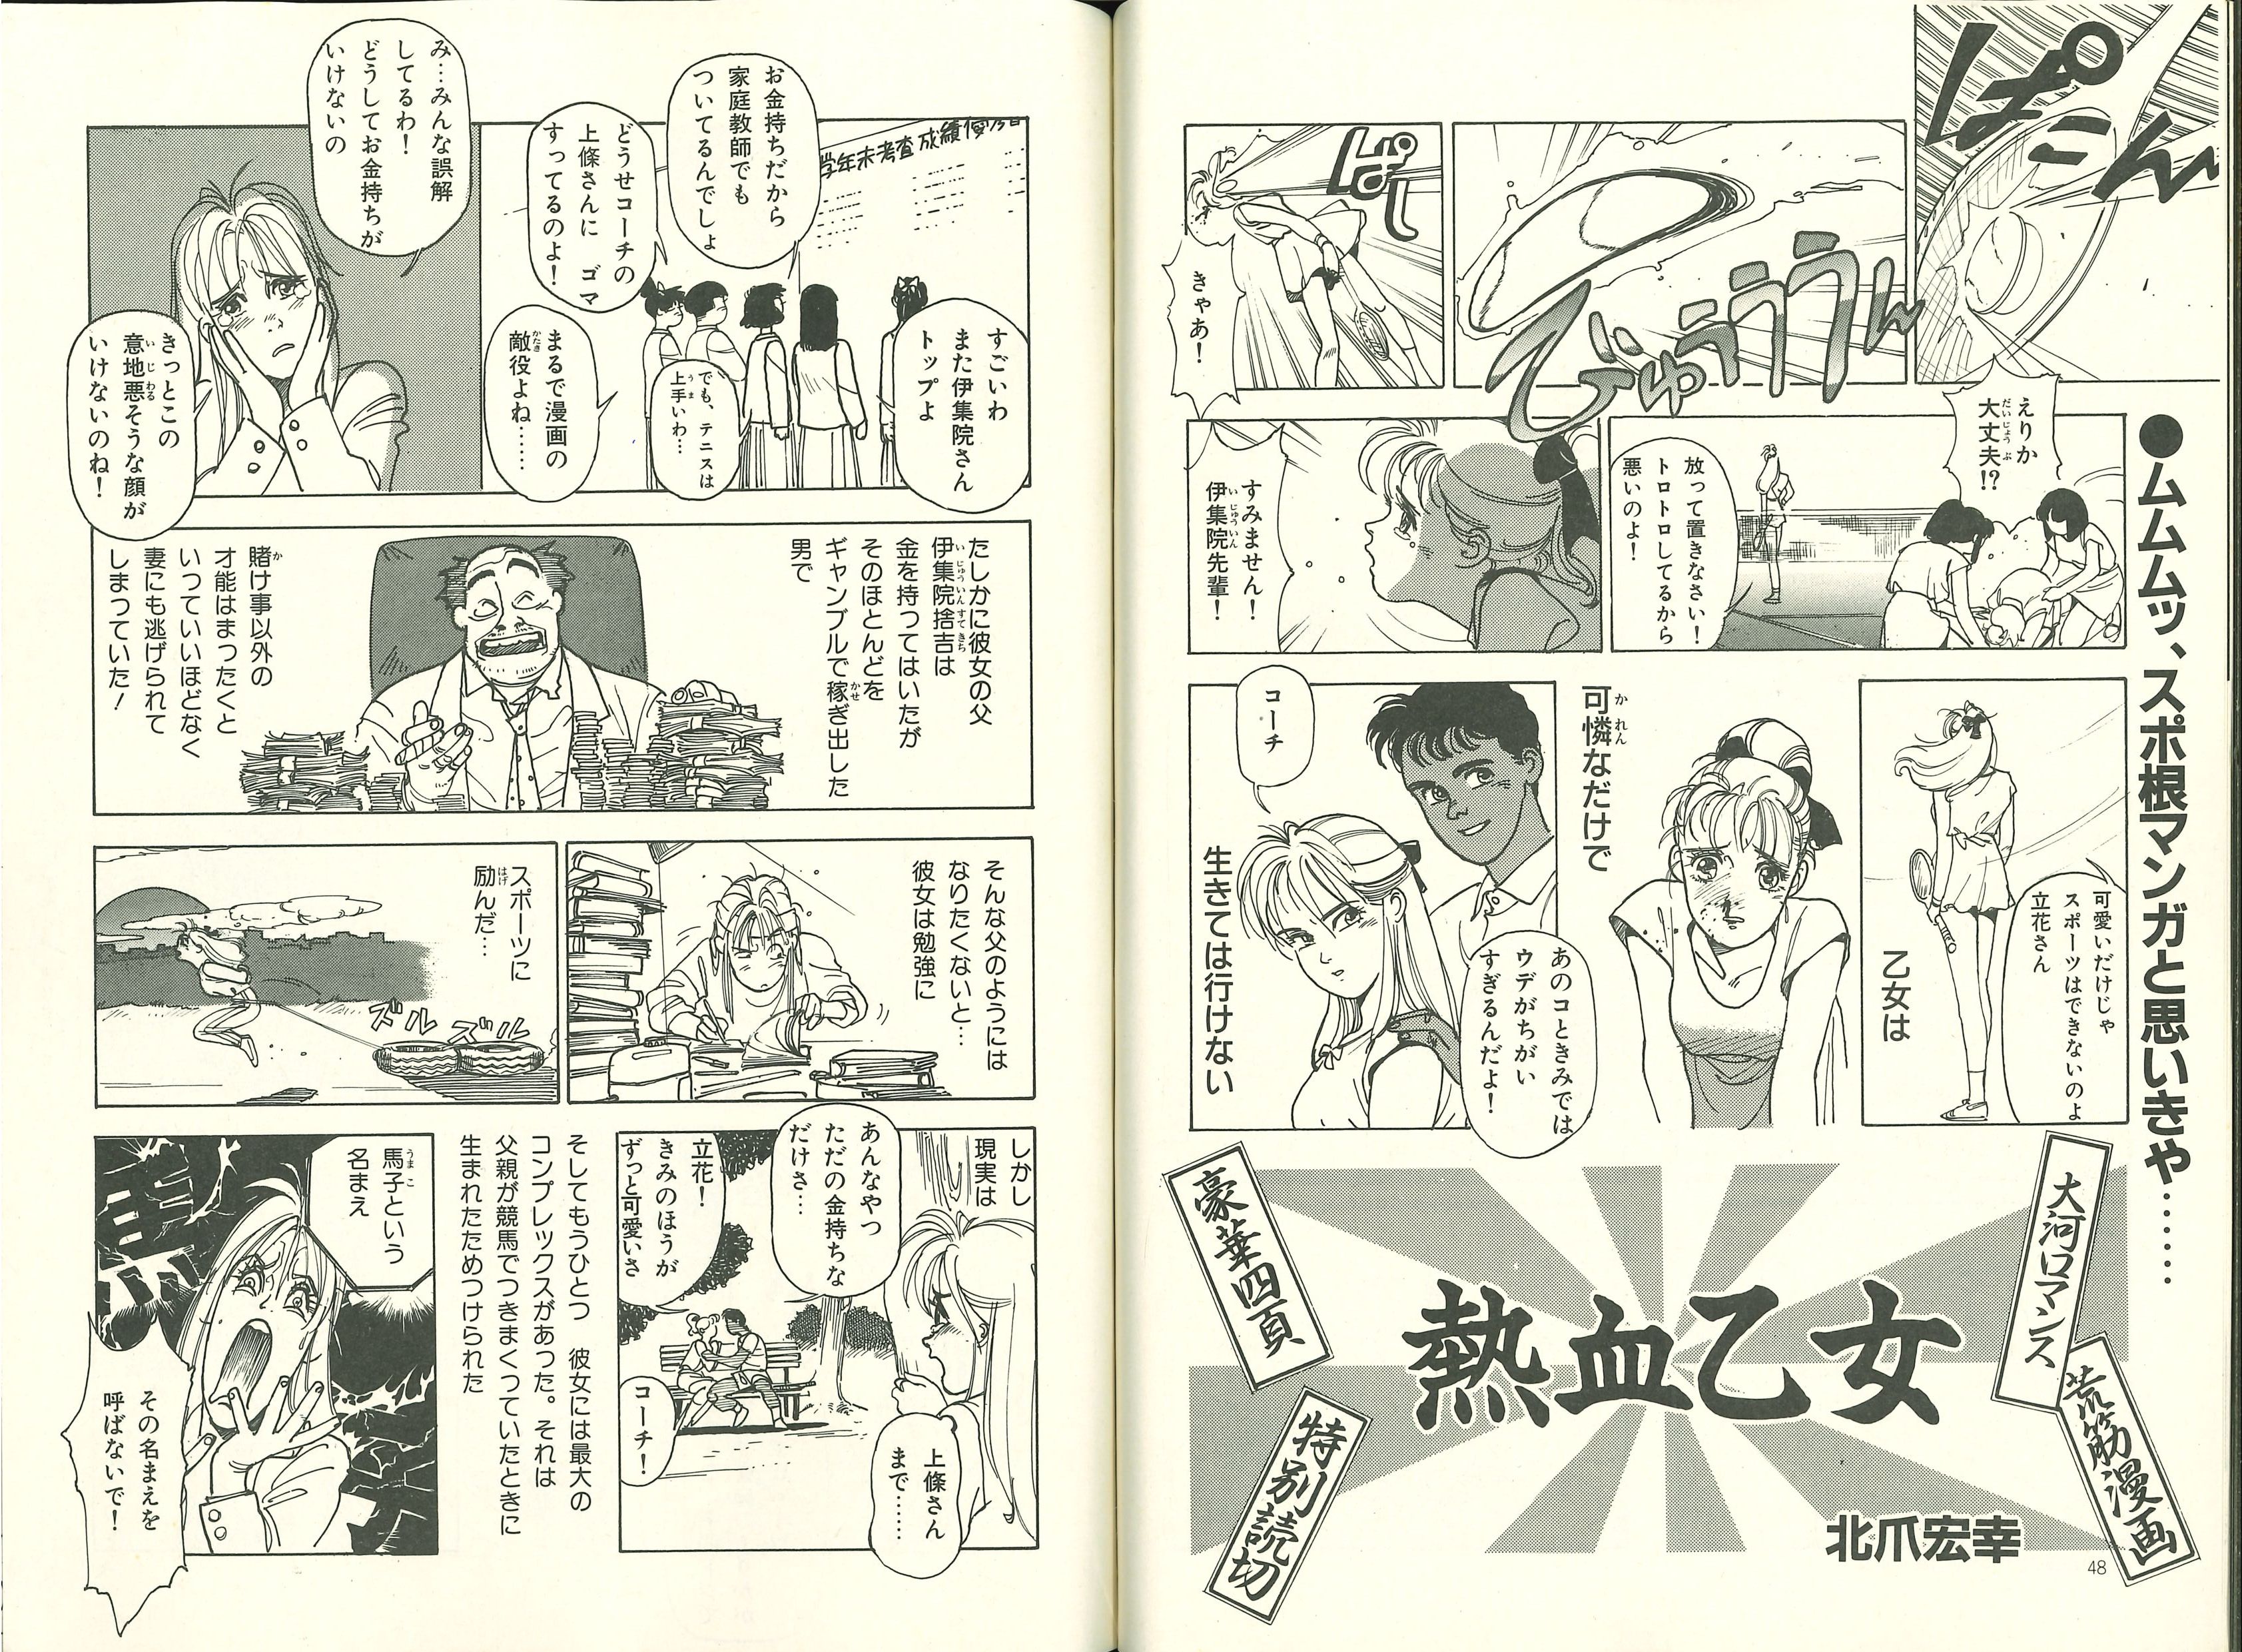 ●ムムムッ、スポ根マンガと思いきや……
ぱこーん
びゅうううん
ぱし
きゃあ!
えりか
大丈夫!?
放って置きなさい!
トロトロしてるから
悪いのよ!
すみません!
伊集院先輩!
可愛いだけじゃ
スポーツはできないのよ
立花さん
乙女は
可憐なだけで
コーチ
あのコときみでは
ウデがちがい
すぎるんだよ!
生きては行けない
大河ロマンス
荒筋漫画
熱血乙女
豪華四頁
特別読切
北爪宏幸
48
すごいわ
また伊集院さん
トップよ
学年末考査成績優
お金持ちだから
家庭教師でも
ついてるんでしょ
でも、テニスは
上手いわ…
どうせコーチの
上條さんに ゴマ
すってるのよ!
まるで漫画の
敵役よね……
み…みんな誤解
してるわ!
どうしてお金持ちが
いけないの
きっとこの
意地悪そうな顔が
いけないのね!
たしかに彼女の父
伊集院捨吉は
金を持ってはいたが
そのほとんどを
ギャンブルで稼ぎ出した
男で
賭け事以外の
才能はまったくと
いっていいほどなく
妻にも逃げられて
しまっていた!
そんな父のようには
なりたくないと…
彼女は勉強に
スポーツに
励んだ…
ズル ズル
しかし
現実は
あんなやつ
ただの金持ちな
だけさ…
立花!
きみのほうが
ずっと可愛いさ
コーチ!
上條さん
まで……
そしてもうひとつ 彼女には最大の
コンプレックスがあった。それは
父親が競馬でつきまくっていたときに
生まれたためつけられた
馬子という
名まえ
馬
その名まえを
呼ばないで!